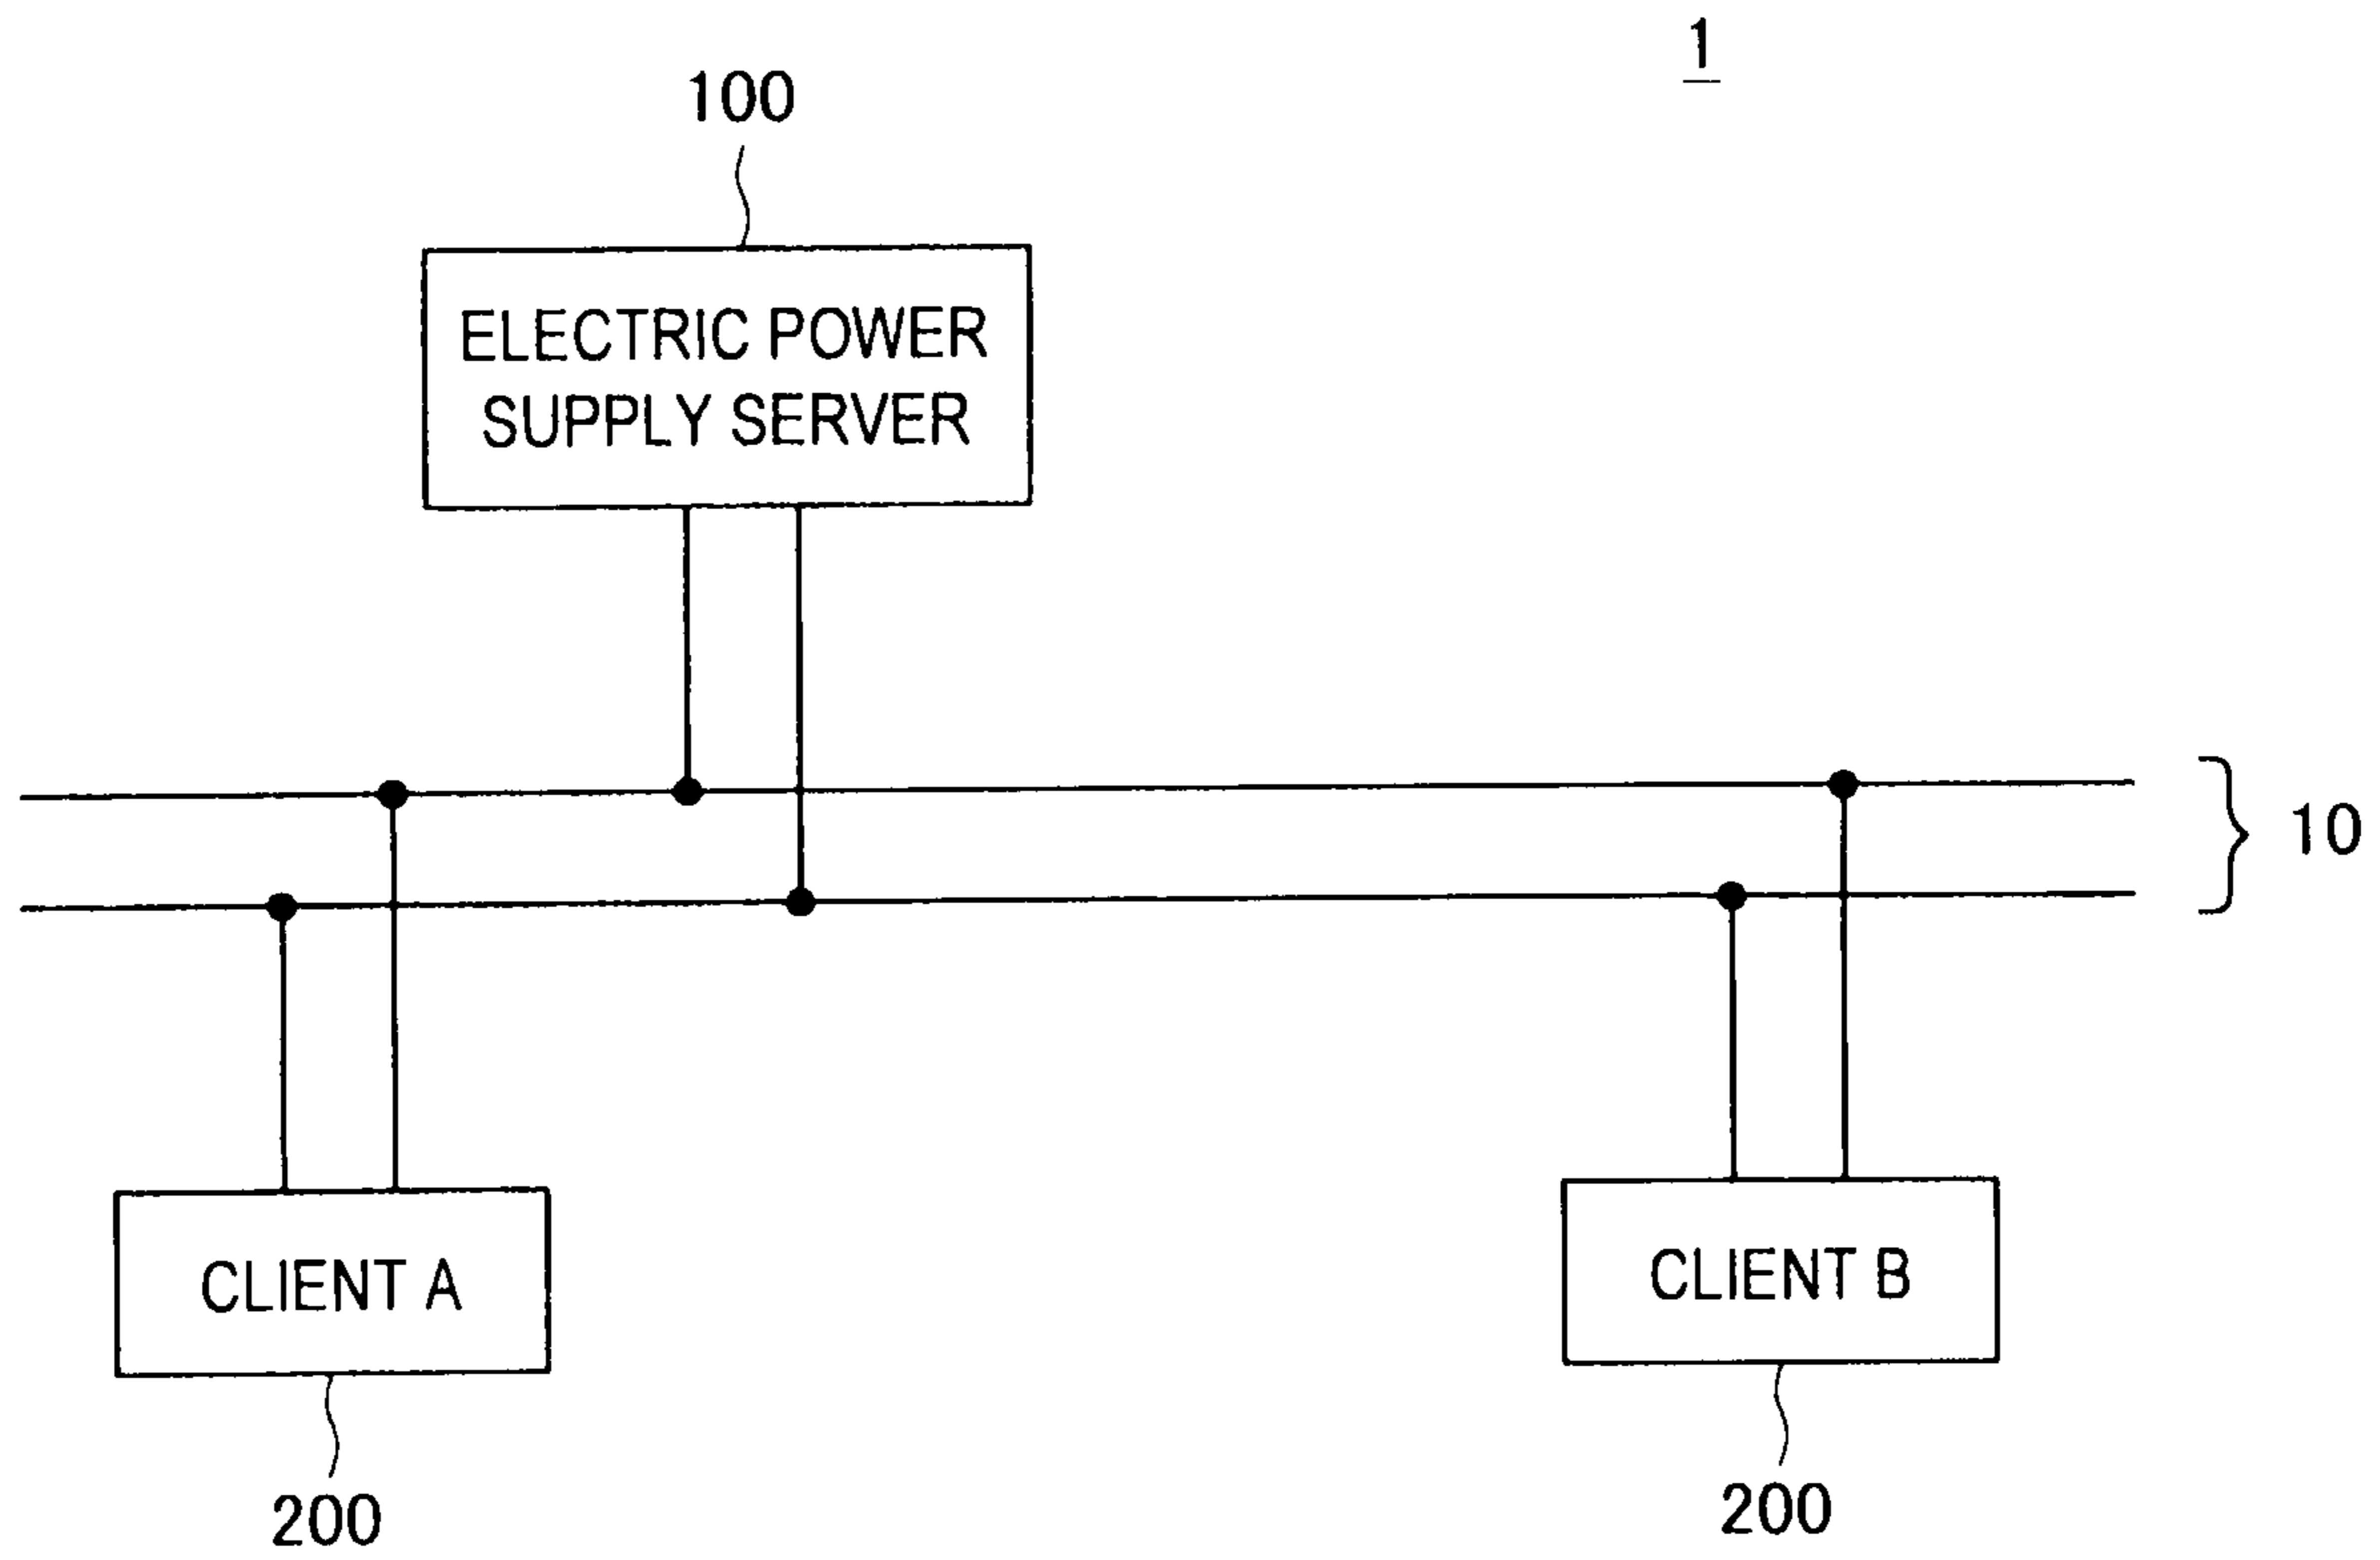 1
100
ELECTRIC POWER
SUPPLY SERVER
10
CLIENT A
CLIENT B
200
200